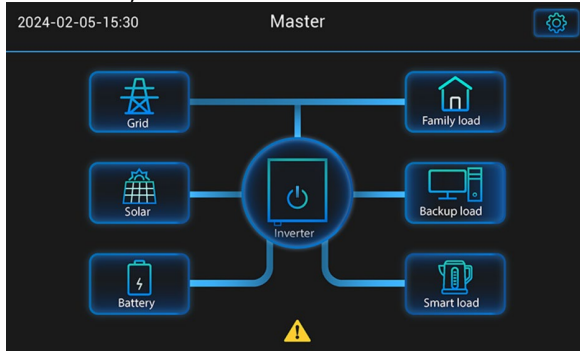 2024-02-05-15:30
Master
Grid
Family load
Solar
Backup load
Inverter
Battery
Smart load